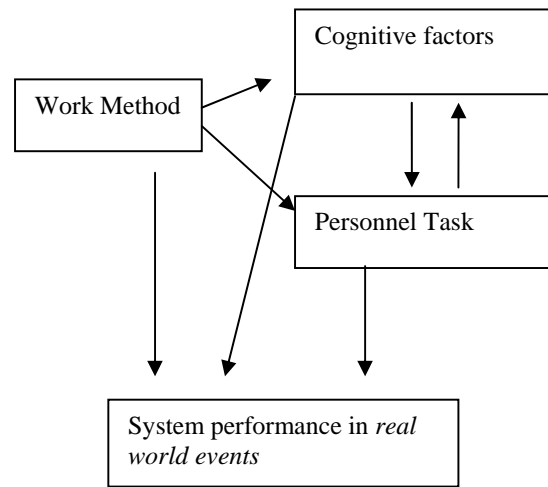 Cognitive factors
Work Method
Personnel Task
System performance in real
world events